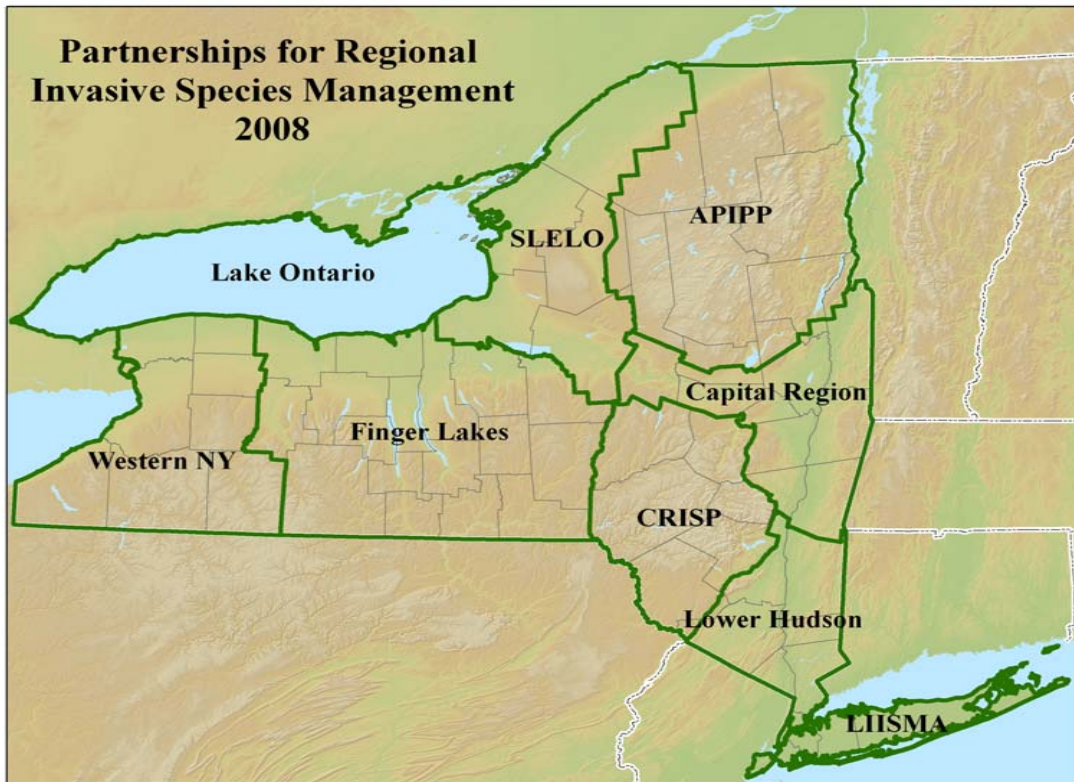 Partnerships for Regional
Invasive Species Management
2008
APIPP
SLELO
Lake Ontario
Capital Region
Finger Lakes
Western NY
CRISP
Lower Hudson
LIISMA